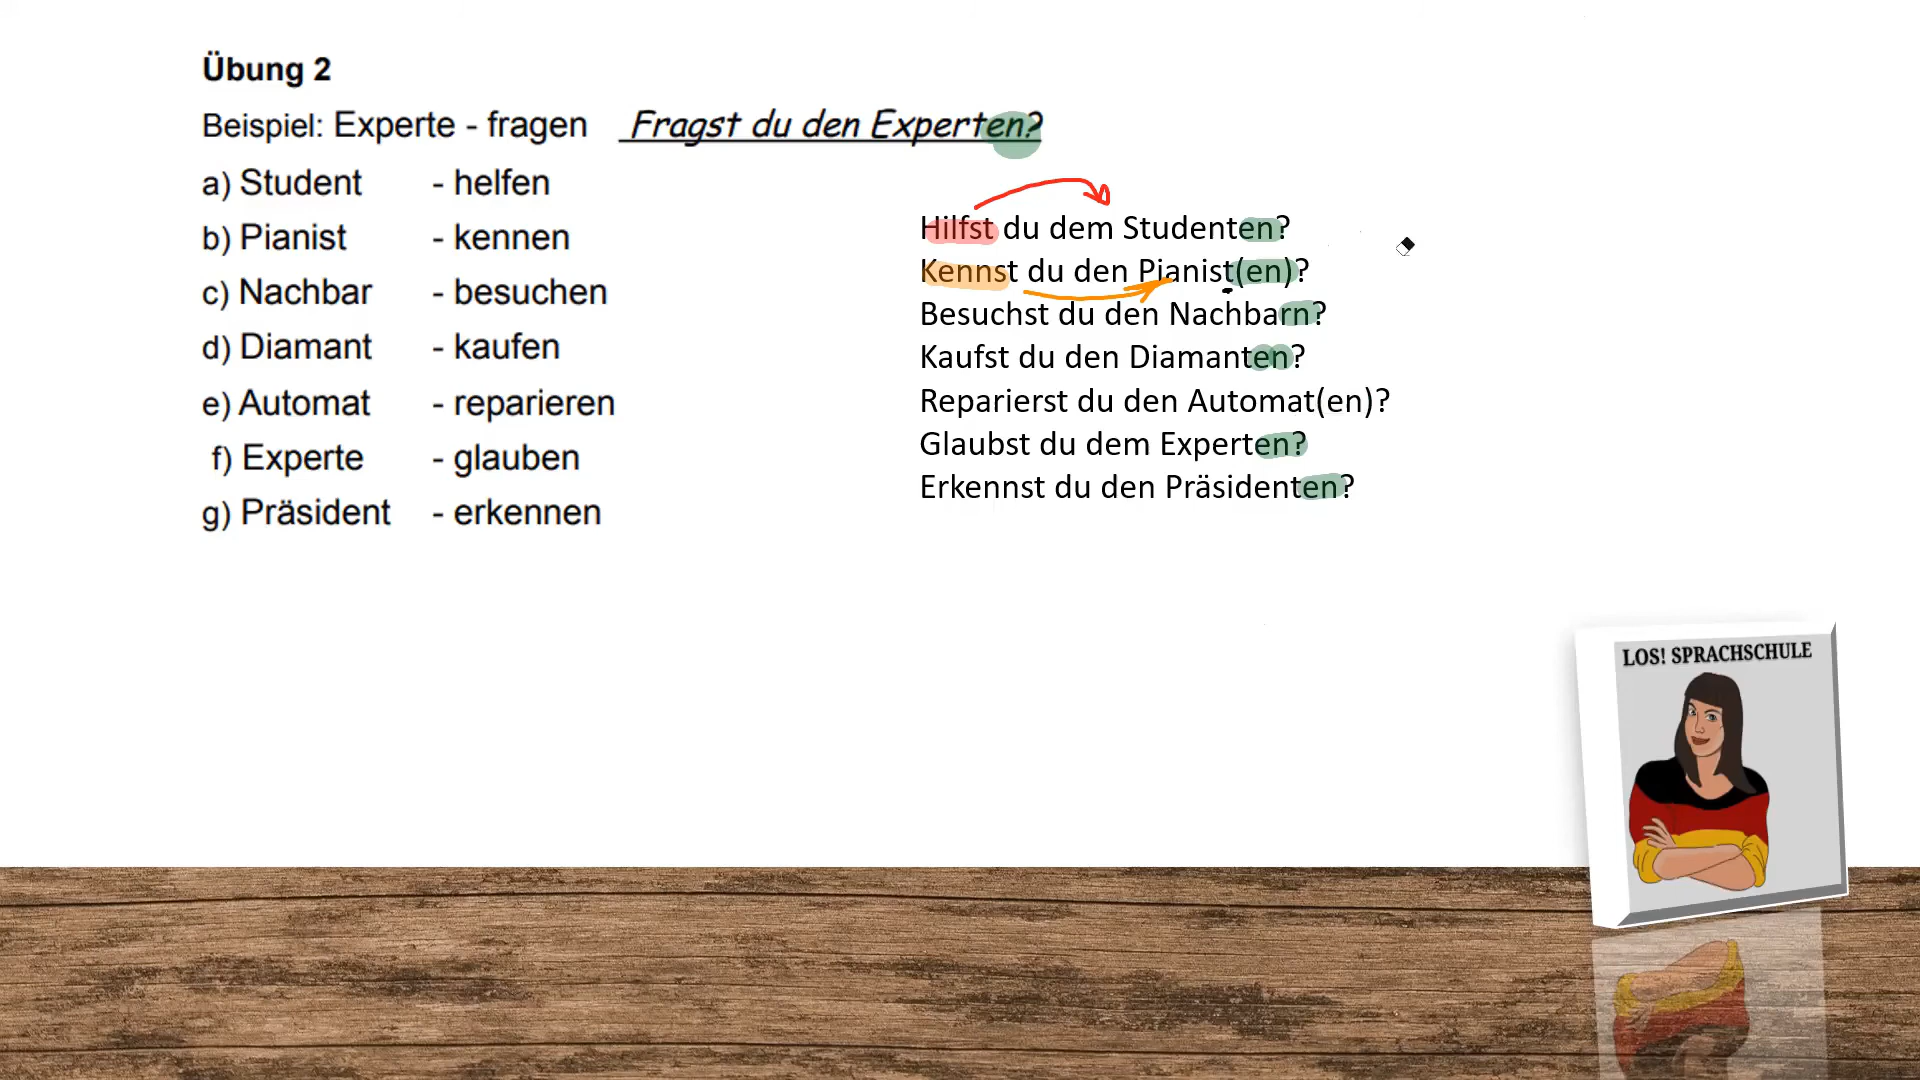 Übung 2
Beispiel: Experte - fragen Fragst du den Experten?
a) Student - helfen
b) Pianist - kennen
c) Nachbar - besuchen
d) Diamant - kaufen
e) Automat - reparieren
f) Experte - glauben
g) Präsident - erkennen
Hilfst du dem Studenten?
Kennst du den Pianist(en)?
Besuchst du den Nachbarn?
Kaufst du den Diamanten?
Reparierst du den Automat(en)?
Glaubst du dem Experten?
Erkennst du den Präsidenten?
LOS! SPRACHSCHULE